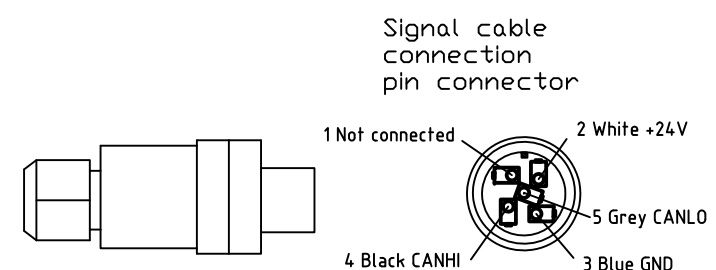 Signal cable
connection
pin connector
1 Not connected
2 White +24V
5 Grey CANLO
4 Black CANHI
3 Blue GND